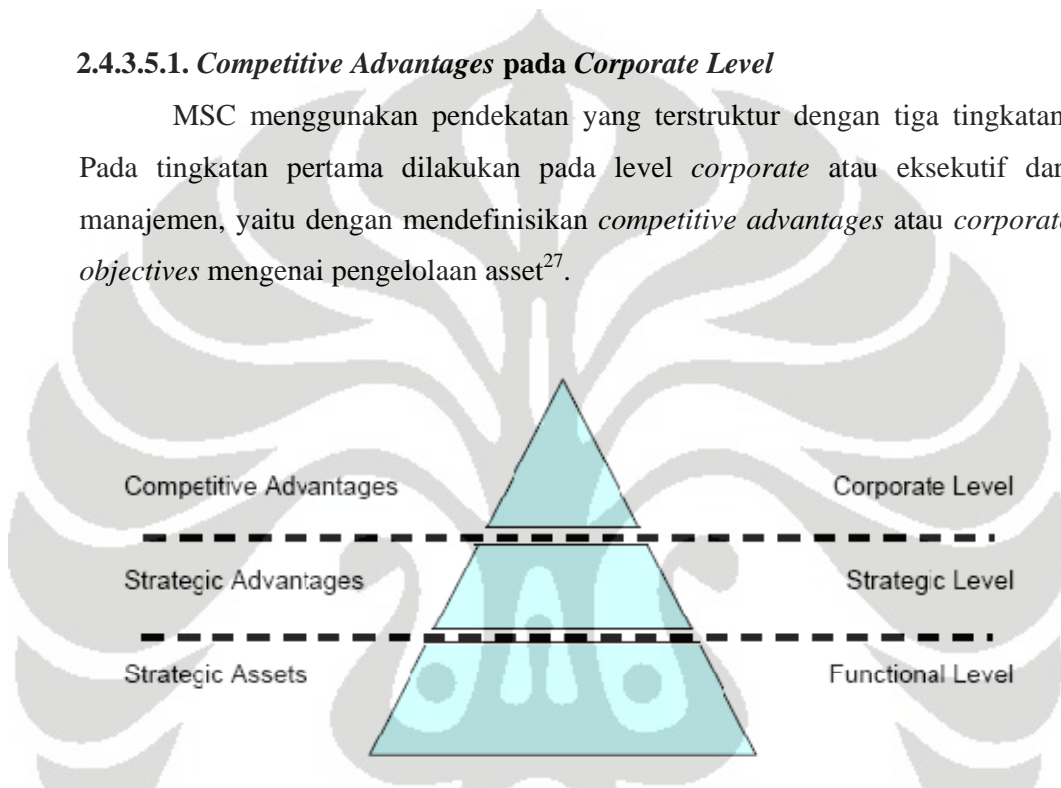 2.4.3.5.1. Competitive Advantages pada Corporate Level
MSC menggunakan pendekatan yang terstruktur dengan tiga tingkatan
Pada tingkatan pertama dilakukan pada level corporate atau eksekutif dan
manajemen, yaitu dengan mendefinisikan competitive advantages atau corporate
objectives mengenai pengelolaan asset27.
Competitive Advantages Corporate Level
Strategic Advantages Strategic Level
Strategic Assets Functional Level